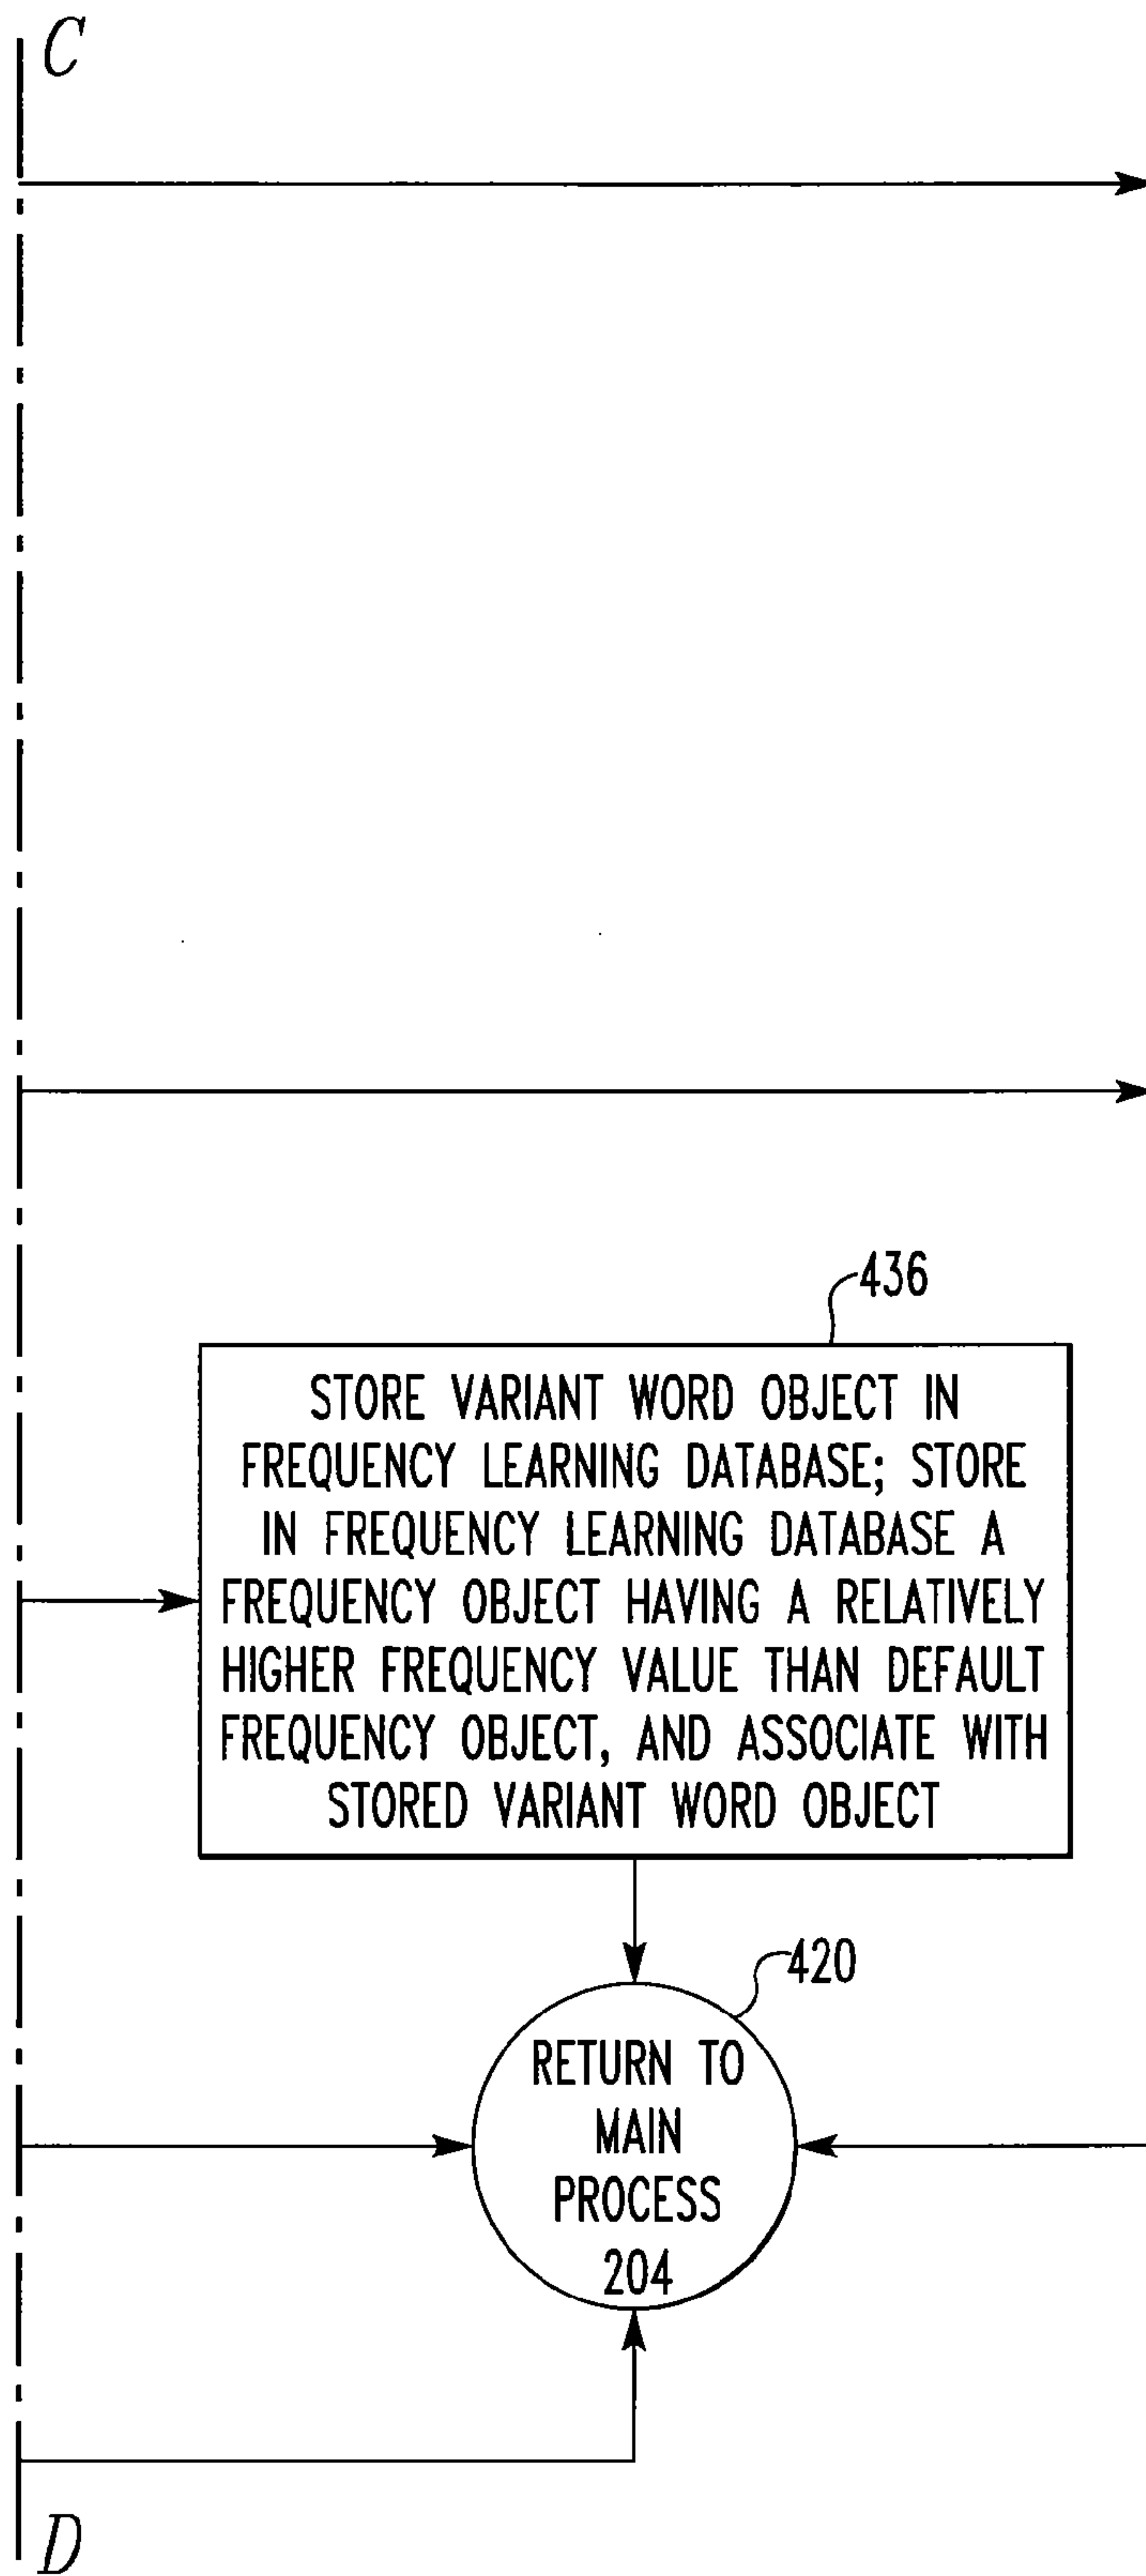 C
436
STORE VARIANT WORD OBJECT IN
FREQUENCY LEARNING DATABASE; STORE
IN FREQUENCY LEARNING DATABASE A
FREQUENCY OBJECT HAVING A RELATIVELY
HIGHER FREQUENCY VALUE THAN DEFAULT
FREQUENCY OBJECT, AND ASSOCIATE WITH
STORED VARIANT WORD OBJECT
420
RETURN TO
MAIN
PROCESS
204
D